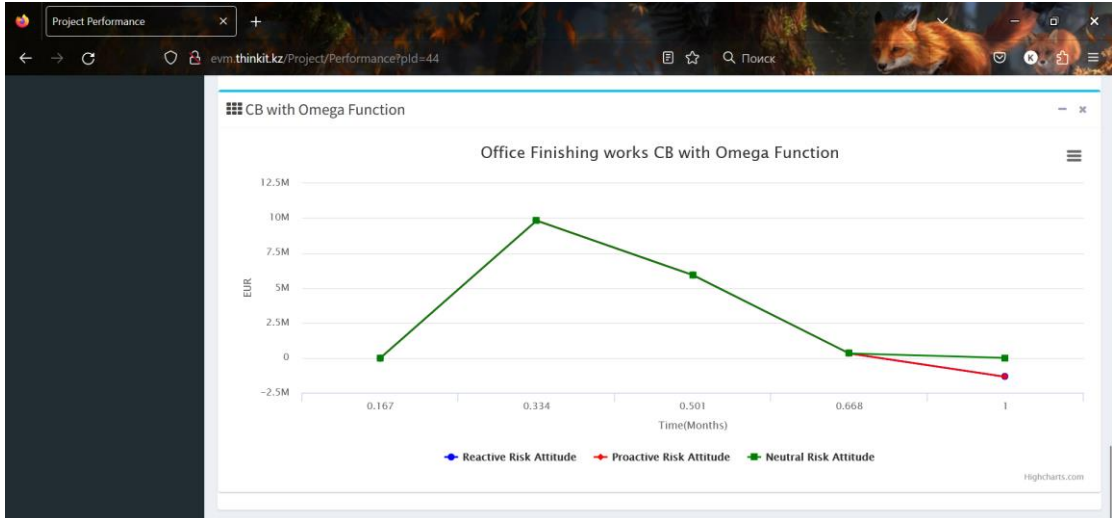 Project Performance
evm.thinkit.kz/Project/Performance?pId=44
Поиск
K
CB with Omega Function
Office Finishing works CB with Omega Function
12.5M
10M
7.5M
5M
2.5M
0
−2.5M
EUR
0.167 0.334 0.501 0.668 1
Time(Months)
Reactive Risk Attitude Proactive Risk Attitude Neutral Risk Attitude
Highcharts.com